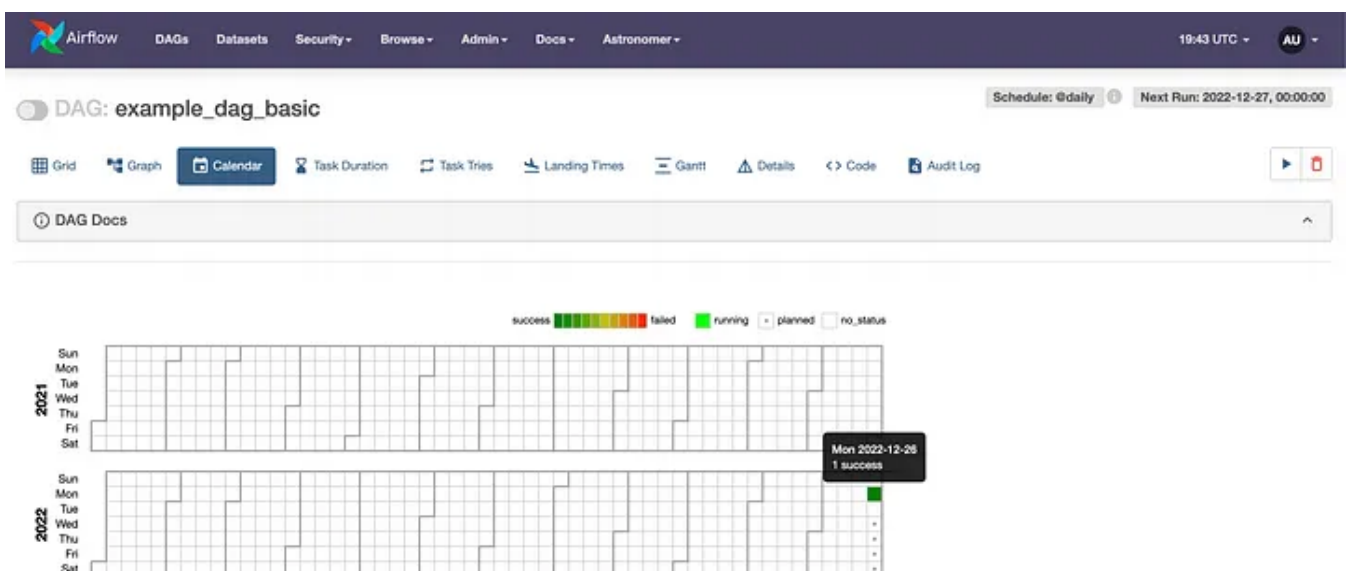 Airflow DAGs Datasets Security Browse Admin Docs Astronomer 19:43 UTC AU
DAG: example_dag_basic Schedule: @daily Next Run: 2022-12-27, 00:00:00
Grid Graph Calendar Task Duration Task Tries Landing Times Gantt Details <> Code Audit Log
DAG Docs
success failed running planned no_status
2021
Sun
Mon
Tue
Wed
Thu
Fri
Sat
Mon 2022-12-26
1 success
2022
Sun
Mon
Tue
Wed
Thu
Fri
Sat